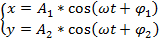 x = A₁ * cos(ωt + φ₁)
y = A₂ * cos(ωt + φ₂)